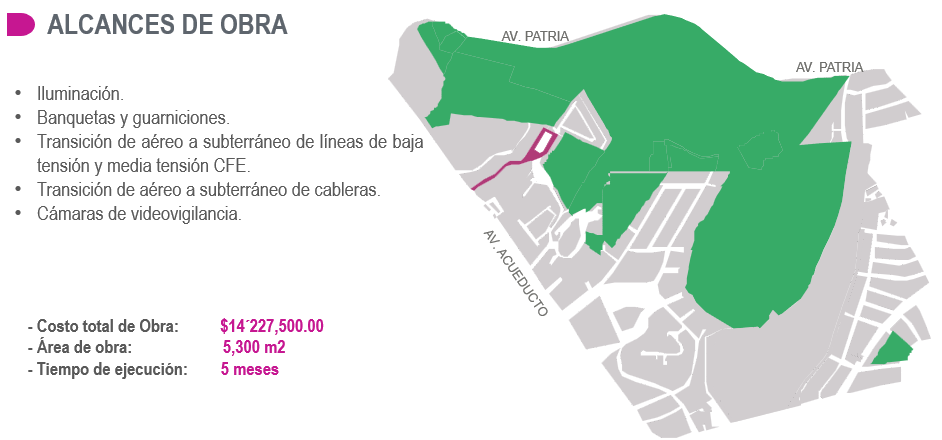 ALCANCES DE OBRA
• Iluminación.
• Banquetas y guarniciones.
• Transición de aéreo a subterráneo de líneas de baja
tensión y media tensión CFE.
• Transición de aéreo a subterráneo de cableras.
• Cámaras de videovigilancia.
- Costo total de Obra: $14´227,500.00
- Área de obra: 5,300 m2
- Tiempo de ejecución: 5 meses
AV. PATRIA
AV. PATRIA
AV. ACUEDUCTO